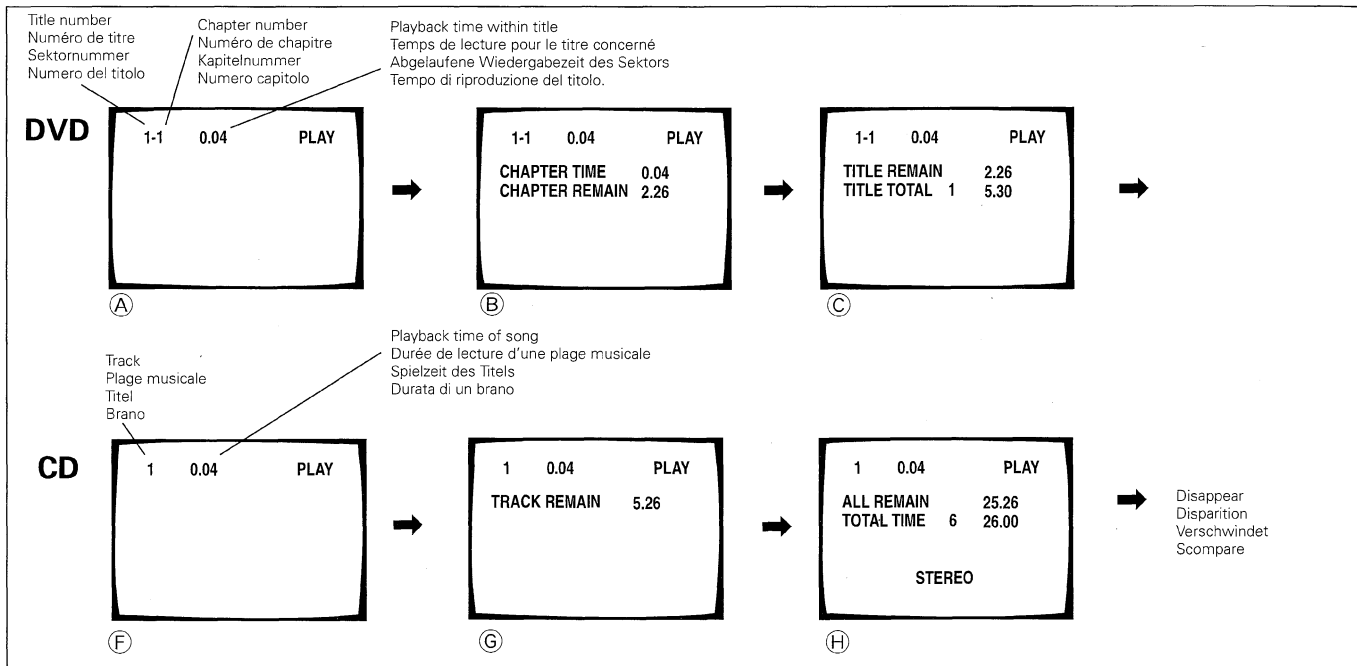 Title number
Numéro de titre
Sektornummer
Numero del titolo
Chapter number
Numéro de chapitre
Kapitelnummer
Numero capitolo
Playback time within title
Temps de lecture pour le titre concerné
Abgelaufene Wiedergabezeit des Sektors
Tempo di riproduzione del titolo.
DVD
1-1 0.04 PLAY
A
1-1 0.04 PLAY
CHAPTER TIME 0.04
CHAPTER REMAIN 2.26
B
1-1 0.04 PLAY
TITLE REMAIN 2.26
TITLE TOTAL 1 5.30
C
Track
Plage musicale
Titel
Brano
Playback time of song
Durée de lecture d'une plage musicale
Spielzeit des Titels
Durata di un brano
CD
1 0.04 PLAY
F
1 0.04 PLAY
TRACK REMAIN 5.26
G
1 0.04 PLAY
ALL REMAIN 25.26
TOTAL TIME 6 26.00
STEREO
H
Disappear
Disparition
Verschwindet
Scompare